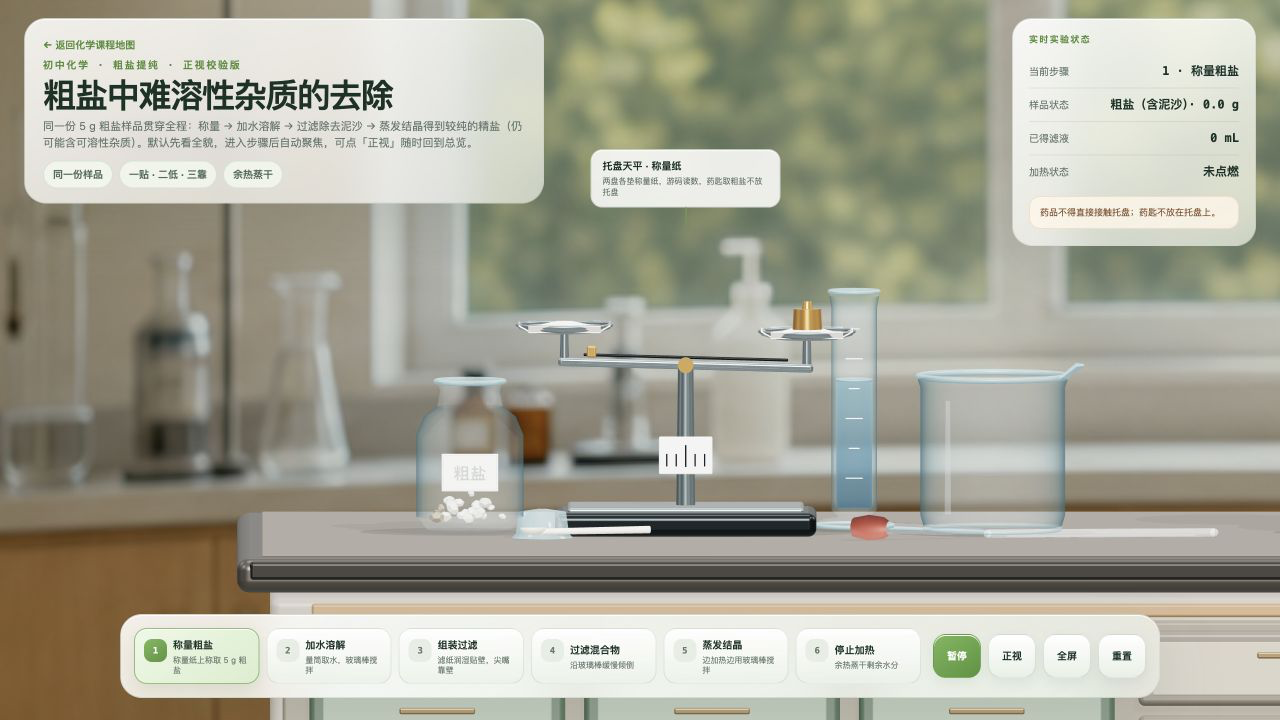 ← 返回化学课程地图
初中化学 · 粗盐提纯 · 正视校验版
粗盐中难溶性杂质的去除
同一份 5 g 粗盐样品贯穿全程：称量 → 加水溶解 → 过滤除去泥沙 → 蒸发结晶得到较纯的精盐（仍
可能含可溶性杂质）。默认先看全貌，进入步骤后自动聚焦，可点「正视」随时回到总览。
同一份样品
一贴 · 二低 · 三靠
余热蒸干
托盘天平 · 称量纸
两盘各垫称量纸，游码读数，药匙取粗盐不放
托盘
实时实验状态
当前步骤 1 · 称量粗盐
样品状态 粗盐（含泥沙）· 0.0 g
已得滤液 0 mL
加热状态 未点燃
药品不得直接接触托盘；药匙不放在托盘上。
粗盐
1 称量粗盐
称量纸上称取 5 g 粗
盐
2 加水溶解
量筒取水，玻璃棒搅
拌
3 组装过滤
滤纸润湿贴壁，尖嘴
靠壁
4 过滤混合物
沿玻璃棒缓慢倾倒
5 蒸发结晶
边加热边用玻璃棒搅
拌
6 停止加热
余热蒸干剩余水分
暂停
正视
全屏
重置